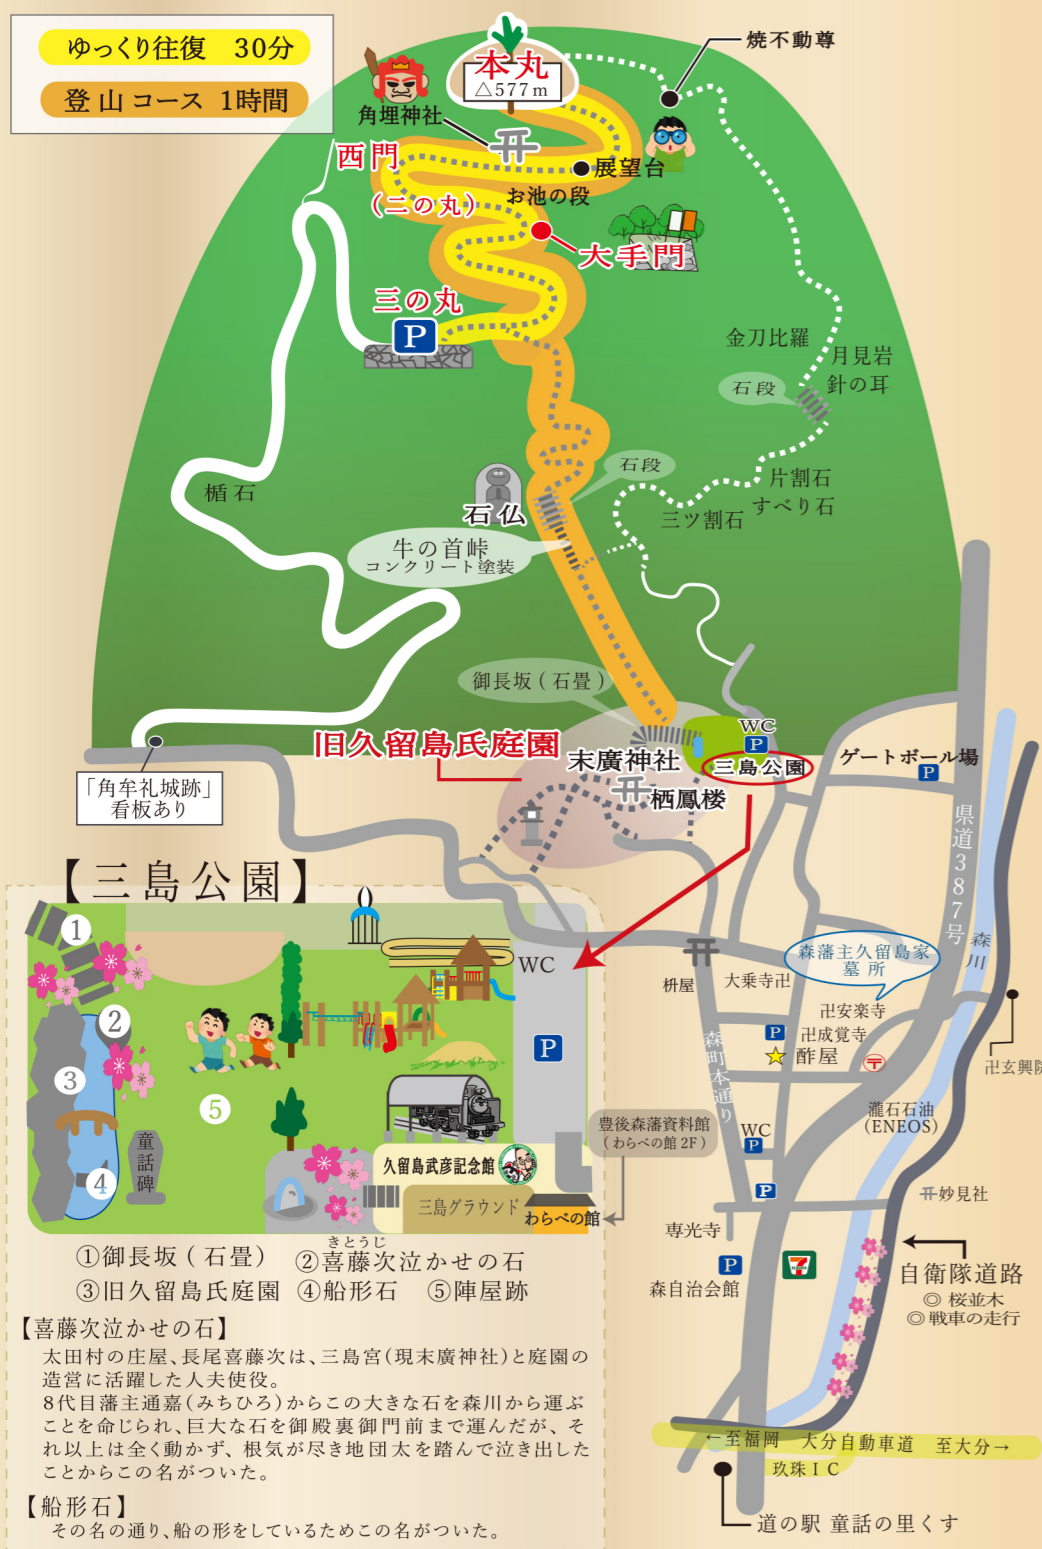 ゆっくり往復　30分
登山コース 1時間
本丸
△577m
焼不動尊
角埋神社
西門
（二の丸）
展望台
お池の段
大手門
三の丸
P
金刀比羅
月見岩
針の耳
石段
片割石
すべり石
三ツ割石
石段
楯石
石仏
牛の首峠
コンクリート塗装
御長坂（石畳）
旧久留島氏庭園
末廣神社
栖鳳楼
WC
P
三島公園
ゲートボール場
P
「角牟礼城跡」
看板あり
県道387号
森川
森藩主久留島家
墓所
枡屋
大乗寺卍
卍安楽寺
卍成覚寺
P
酢屋
〒
卍玄興院
森町本通り
瀧石石油
(ENEOS)
WC
P
P
妙見社
専光寺
P
森自治会館
7
自衛隊道路
◎ 桜並木
◎ 戦車の走行
←至福岡　大分自動車道　至大分→
玖珠IC
道の駅 童話の里くす
【三島公園】
①
②
③
④
⑤
WC
P
童話碑
豊後森藩資料館
（わらべの館 2F）
久留島武彦記念館
三島グラウンド
わらべの館
①御長坂（石畳）　②喜藤次泣かせの石
きとうじ
③旧久留島氏庭園　④船形石　⑤陣屋跡
【喜藤次泣かせの石】
太田村の庄屋、長尾喜藤次は、三島宮(現末廣神社)と庭園の
造営に活躍した人夫使役。
8代目藩主通嘉(みちひろ)からこの大きな石を森川から運ぶ
ことを命じられ、巨大な石を御殿裏御門前まで運んだが、そ
れ以上は全く動かず、根気が尽き地団太を踏んで泣き出した
ことからこの名がついた。
【船形石】
その名の通り、船の形をしているためこの名がついた。